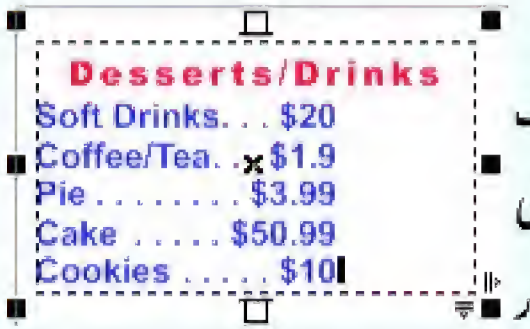 Desserts/Drinks
Soft Drinks. . . $20
Coffee/Tea. . . $1.9
Pie . . . . . . . . $3.99
Cake . . . . . $50.99
Cookies . . . . . $10